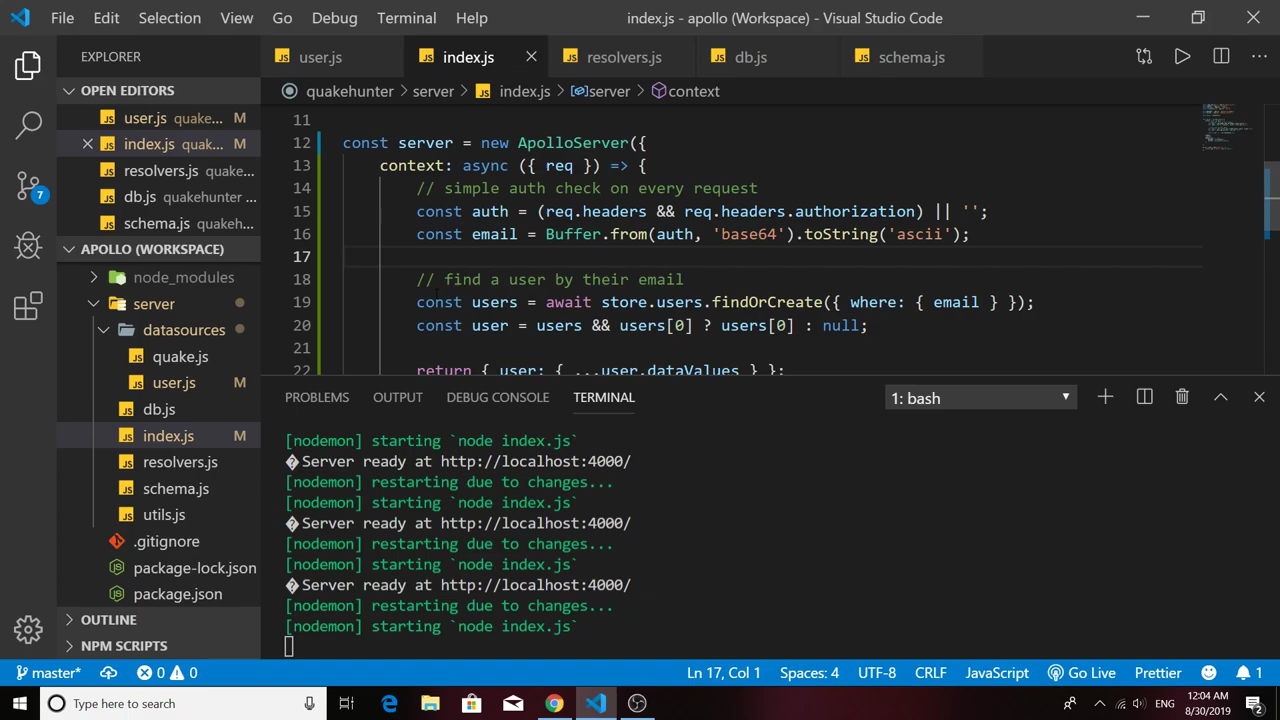 File Edit Selection View Go Debug Terminal Help index.js - apollo (Workspace) - Visual Studio Code
EXPLORER
user.js index.js resolvers.js db.js schema.js
OPEN EDITORS
quakehunter server index.js server context
user.js quake... M
index.js quak... M
resolvers.js quake...
db.js quakehunter ...
schema.js quakeh...
APOLLO (WORKSPACE)
node_modules
server
datasources
quake.js
user.js M
db.js
index.js M
resolvers.js
schema.js
utils.js
.gitignore
package-lock.json
package.json
OUTLINE
NPM SCRIPTS
7
11
12 const server = new ApolloServer({
13 context: async ({ req }) => {
14 // simple auth check on every request
15 const auth = (req.headers && req.headers.authorization) || '';
16 const email = Buffer.from(auth, 'base64').toString('ascii');
17
18 // find a user by their email
19 const users = await store.users.findOrCreate({ where: { email } });
20 const user = users && users[0] ? users[0] : null;
21
22 return { user: { ...user.dataValues } };
PROBLEMS OUTPUT DEBUG CONSOLE TERMINAL 1: bash
[nodemon] starting `node index.js`
�Server ready at http://localhost:4000/
[nodemon] restarting due to changes...
[nodemon] starting `node index.js`
�Server ready at http://localhost:4000/
[nodemon] restarting due to changes...
[nodemon] starting `node index.js`
�Server ready at http://localhost:4000/
[nodemon] restarting due to changes...
[nodemon] starting `node index.js`
master* 0 0 Ln 17, Col 1 Spaces: 4 UTF-8 CRLF JavaScript Go Live Prettier 1
Type here to search ENG 12:04 AM
8/30/2019 2